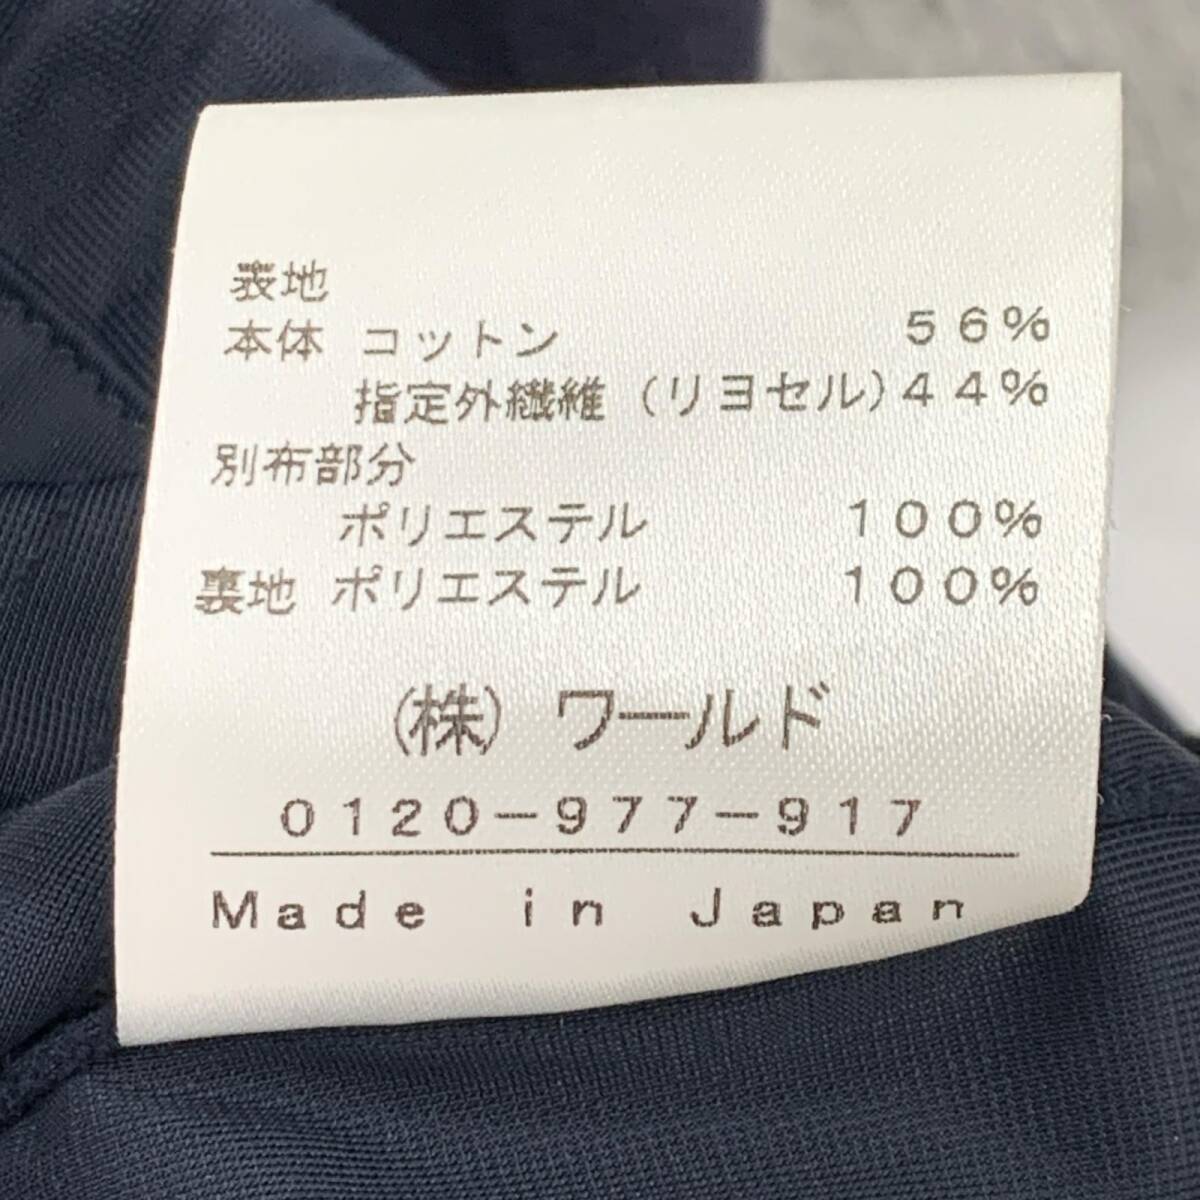 表地
本体 コットン 56%
指定外繊維（リヨセル）44%
別布部分
ポリエステル 100%
裏地 ポリエステル 100%
(株) ワールド
0120-977-917
Made in Japan